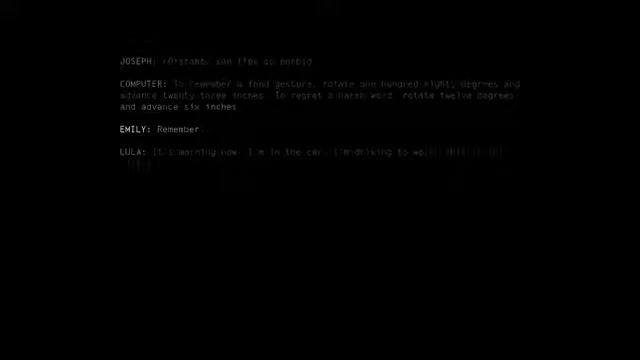 JOSEPH: (Distant)
COMPUTER: To remember a fond gesture, rotate one hundred eighty degrees and
advance twenty three inches. To regret a harsh word, rotate twelve degrees
and advance six inches
EMILY: Remember
LULA: It's morning now. I'm in the car. I'm driving to